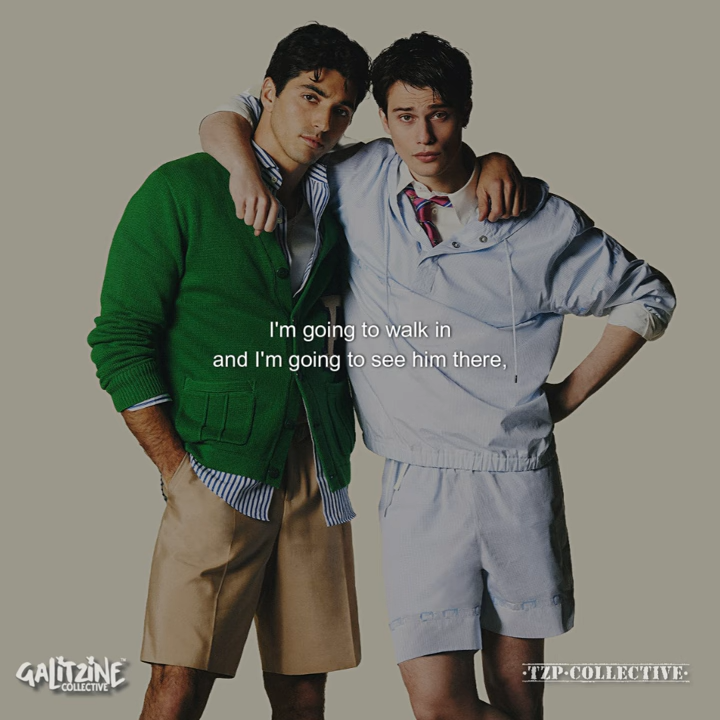 I'm going to walk in
and I'm going to see him there,
GALITZINE
COLLECTIVE
·TZP·COLLECTIVE·